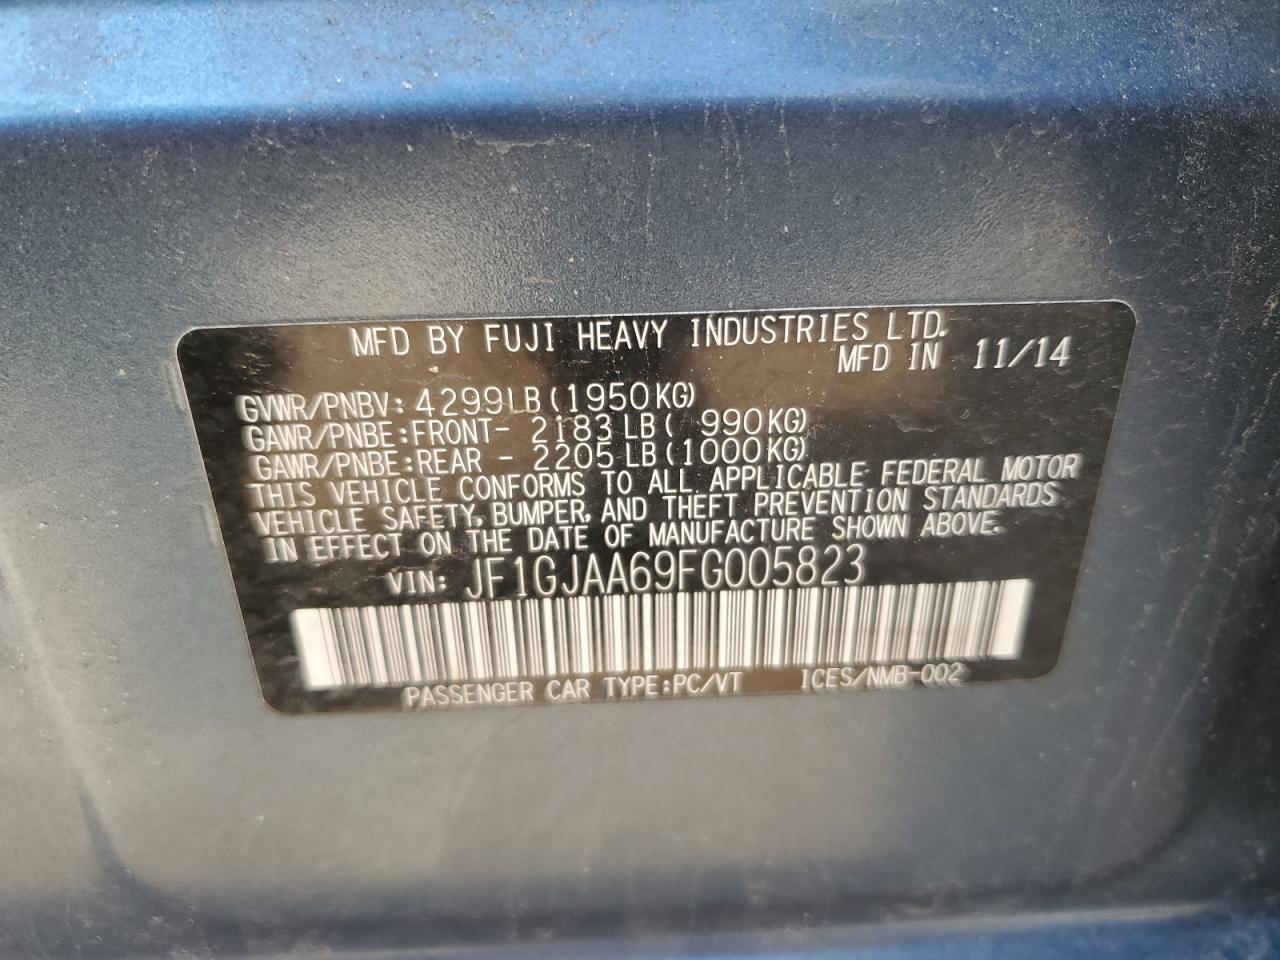 MFD BY FUJI HEAVY INDUSTRIES LTD.
MFD IN 11/14
GVWR/PNBV: 4299LB(1950KG)
GAWR/PNBE:FRONT- 2183 LB( 990KG)
GAWR/PNBE:REAR - 2205 LB(1000KG)
THIS VEHICLE CONFORMS TO ALL APPLICABLE FEDERAL MOTOR
VEHICLE SAFETY, BUMPER, AND THEFT PREVENTION STANDARDS
IN EFFECT ON THE DATE OF MANUFACTURE SHOWN ABOVE.
VIN: JF1GJAA69FG005823
PASSENGER CAR TYPE:PC/VT ICES/NMB-002